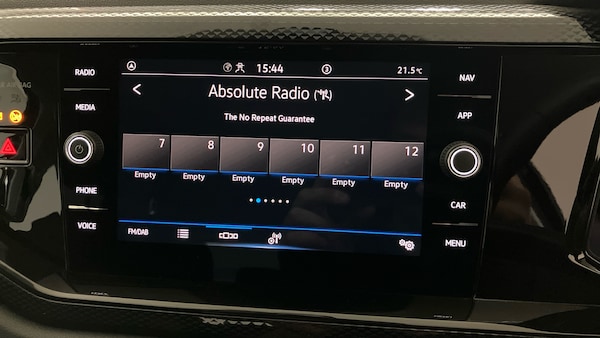 RADIO
MEDIA
PHONE
VOICE
15:44
3
21.5°C
Absolute Radio
The No Repeat Guarantee
7 8 9 10 11 12
Empty Empty Empty Empty Empty Empty
FM/DAB
NAV
APP
CAR
MENU